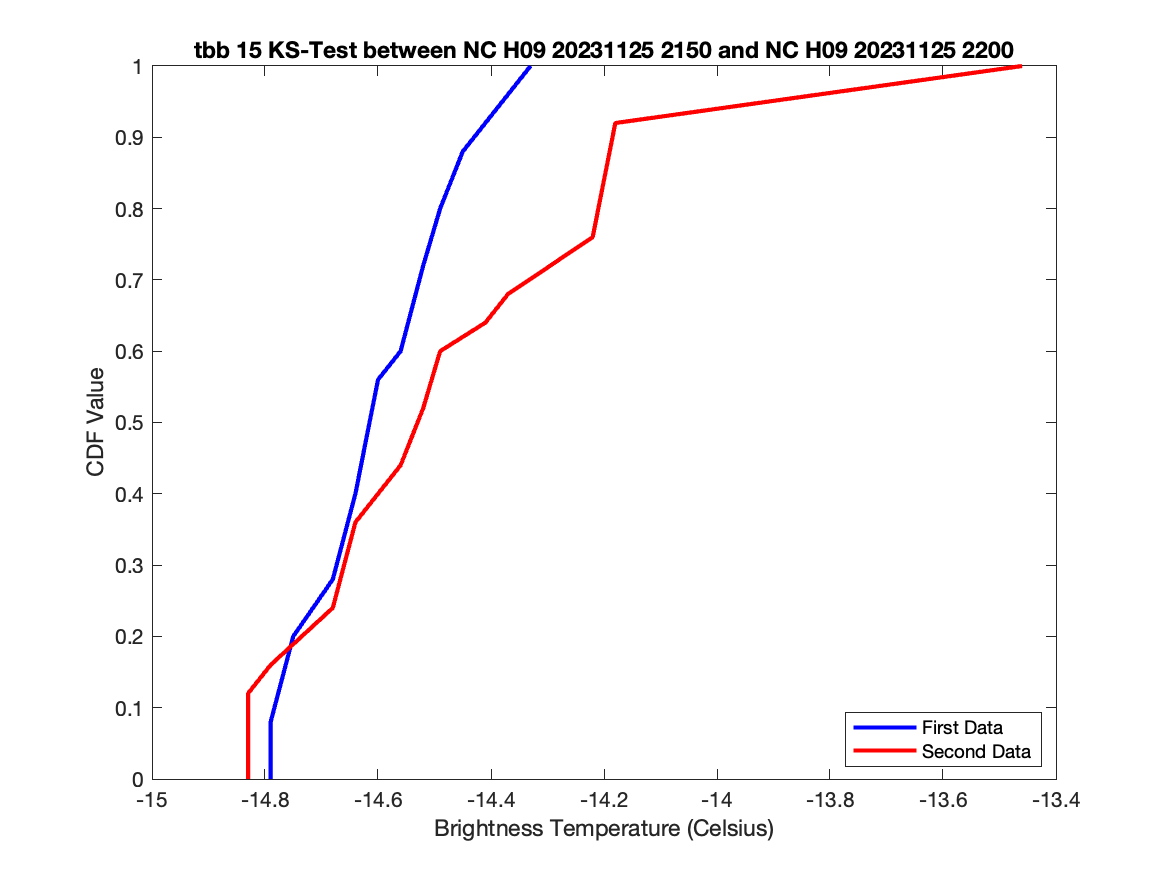 tbb 15 KS-Test between NC H09 20231125 2150 and NC H09 20231125 2200
1
0.9
0.8
0.7
0.6
0.5
0.4
0.3
0.2
0.1
0
CDF Value
First Data
Second Data
-15 -14.8 -14.6 -14.4 -14.2 -14 -13.8 -13.6 -13.4
Brightness Temperature (Celsius)